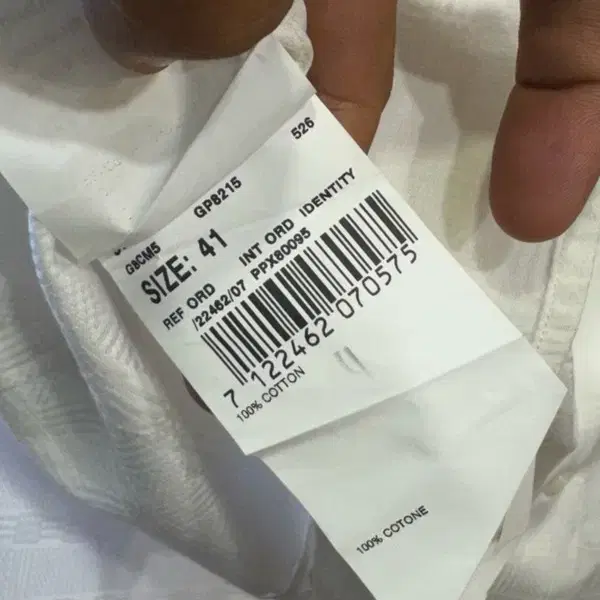 526
GP8215
G9CM5
SIZE: 41
REF ORD INT ORD IDENTITY
/22462/07 PPX80095
7 122462 070575
100% COTTON
100% COTONE